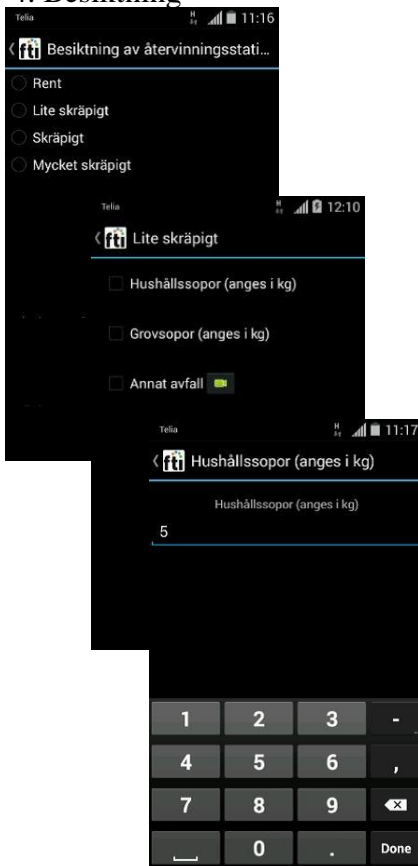 4. Besiktning
Telia
H
11:16
fti Besiktning av återvinningsstati...
Rent
Lite skräpigt
Skräpigt
Mycket skräpigt
Telia
H
12:10
fti Lite skräpigt
Hushållssopor (anges i kg)
Grovsopor (anges i kg)
Annat avfall
Telia
H
11:17
fti Hushållssopor (anges i kg)
Hushållssopor (anges i kg)
5
1 2 3 -
4 5 6 ,
7 8 9
0 . Done